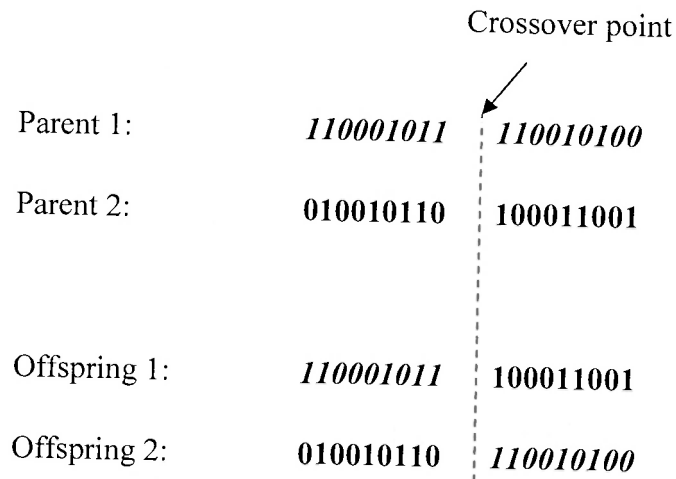 Crossover point
Parent 1: 110001011 110010100
Parent 2: 010010110 100011001
Offspring 1: 110001011 100011001
Offspring 2: 010010110 110010100